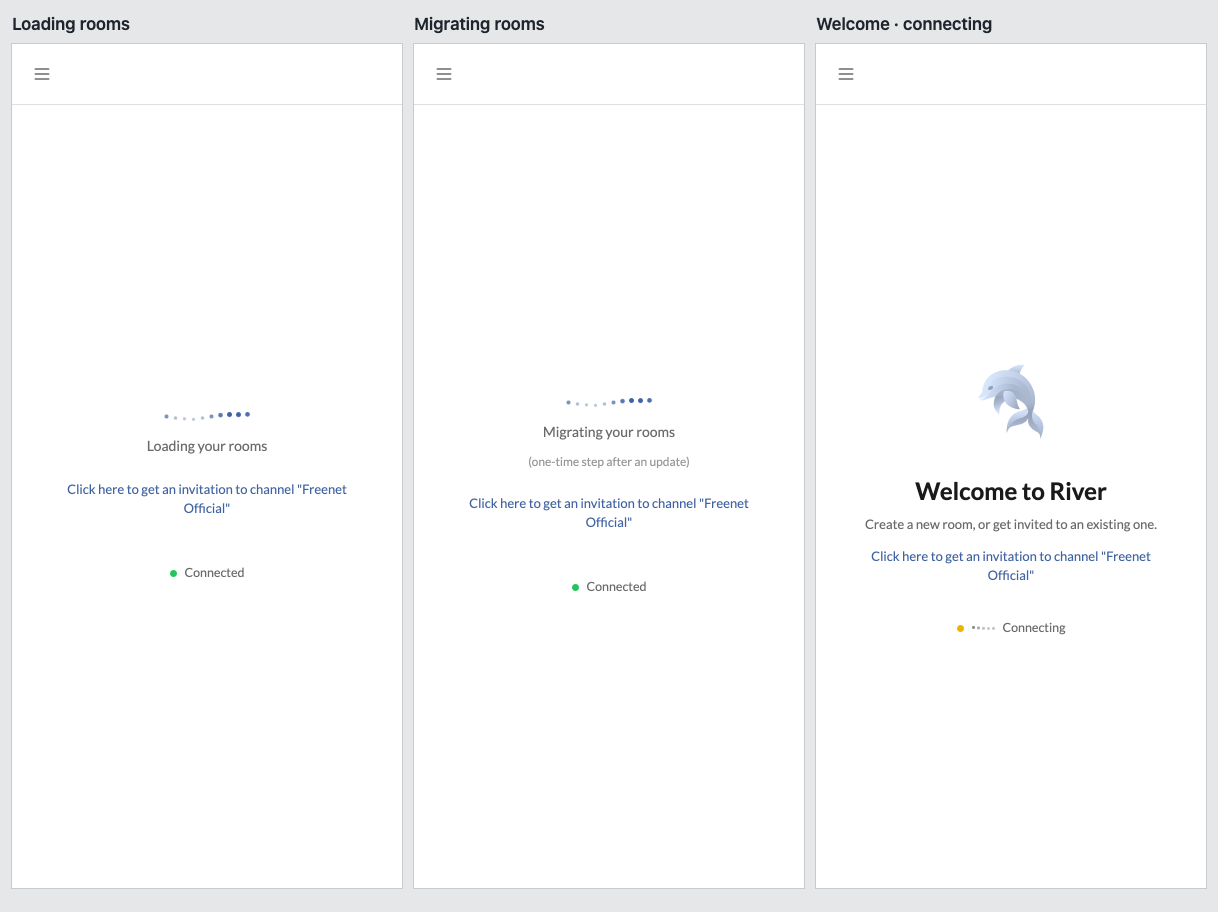 Loading rooms
Migrating rooms
Welcome · connecting
Loading your rooms
Click here to get an invitation to channel "Freenet
Official"
Connected
Migrating your rooms
(one-time step after an update)
Click here to get an invitation to channel "Freenet
Official"
Connected
Welcome to River
Create a new room, or get invited to an existing one.
Click here to get an invitation to channel "Freenet
Official"
Connecting